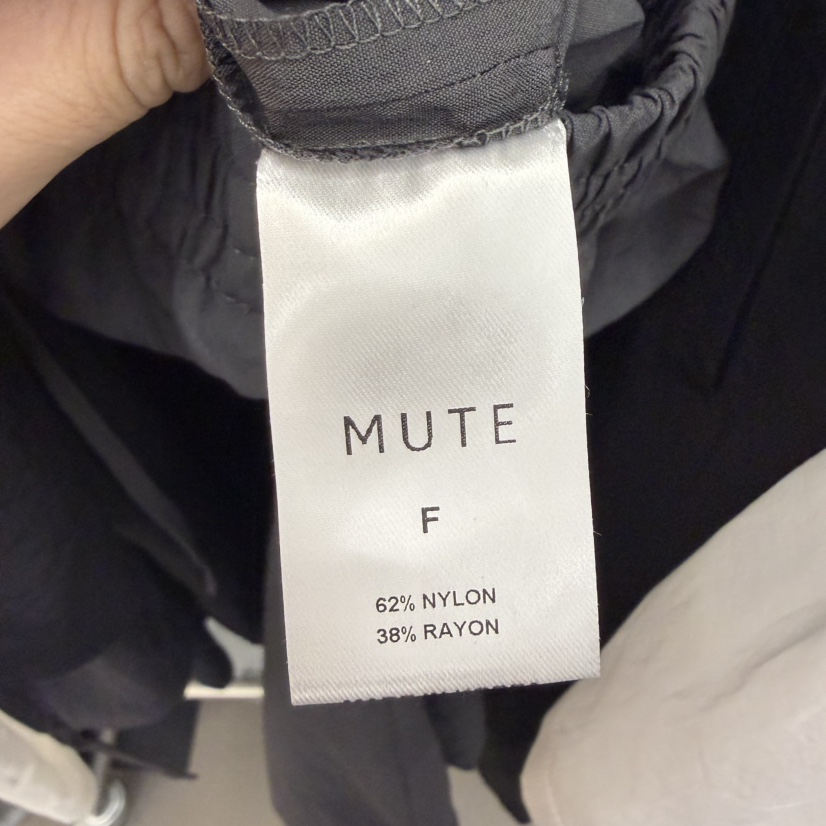 MUTE
F
62% NYLON
38% RAYON